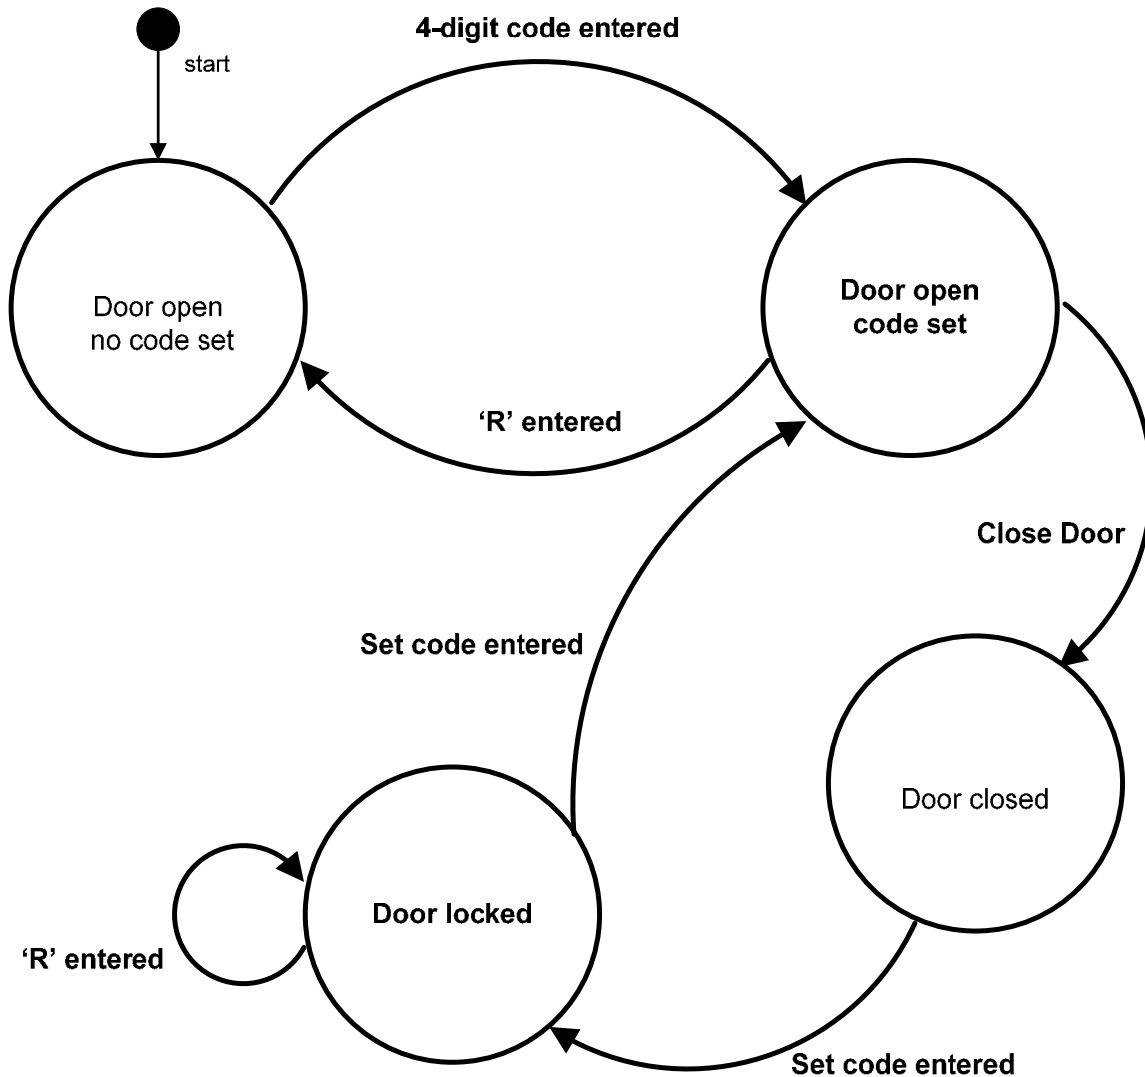 4-digit code entered
start
Door open
no code set
Door open
code set
‘R’ entered
Close Door
Set code entered
Door closed
Door locked
‘R’ entered
Set code entered